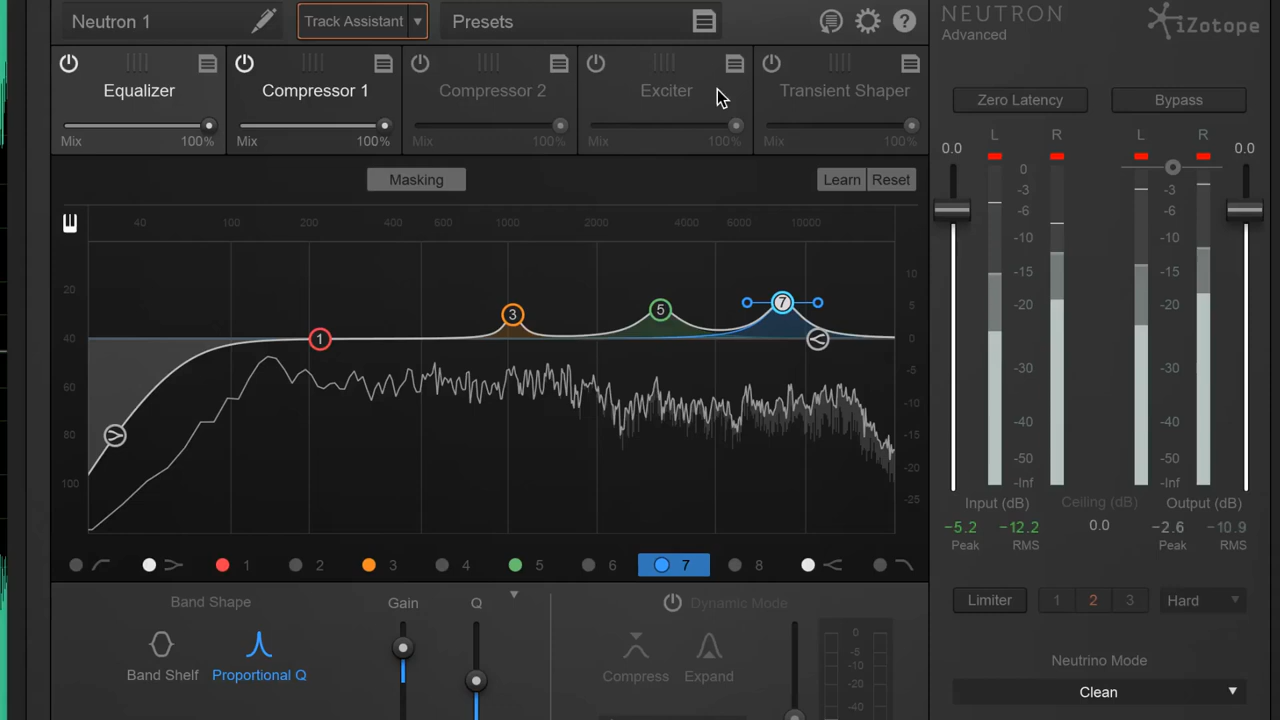 Neutron 1
Track Assistant
Presets
NEUTRON
Advanced
iZotope
Equalizer
Compressor 1
Compressor 2
Exciter
Transient Shaper
Mix 100%
Mix 100%
Mix 100%
Mix 100%
Mix 100%
Zero Latency
Bypass
L R L R
0.0 0.0
Masking
Learn
Reset
40 100 200 400 600 1000 2000 4000 6000 10000
20
40
60
80
100
10
5
0
-5
-10
-15
-20
-25
1
3
5
7
0
-3
-6
-10
-15
-20
-30
-40
-50
-Inf
-3
-6
-10
-15
-20
-30
-40
-50
-Inf
Input (dB)
Ceiling (dB)
Output (dB)
-5.2 -12.2 0.0 -2.6 -10.9
Peak RMS Peak RMS
1 2 3 4 5 6 7 8
Band Shape
Gain
Q
Dynamic Mode
Band Shelf
Proportional Q
Compress
Expand
0
-5
-10
-20
-40
Limiter
1 2 3
Hard
Neutrino Mode
Clean